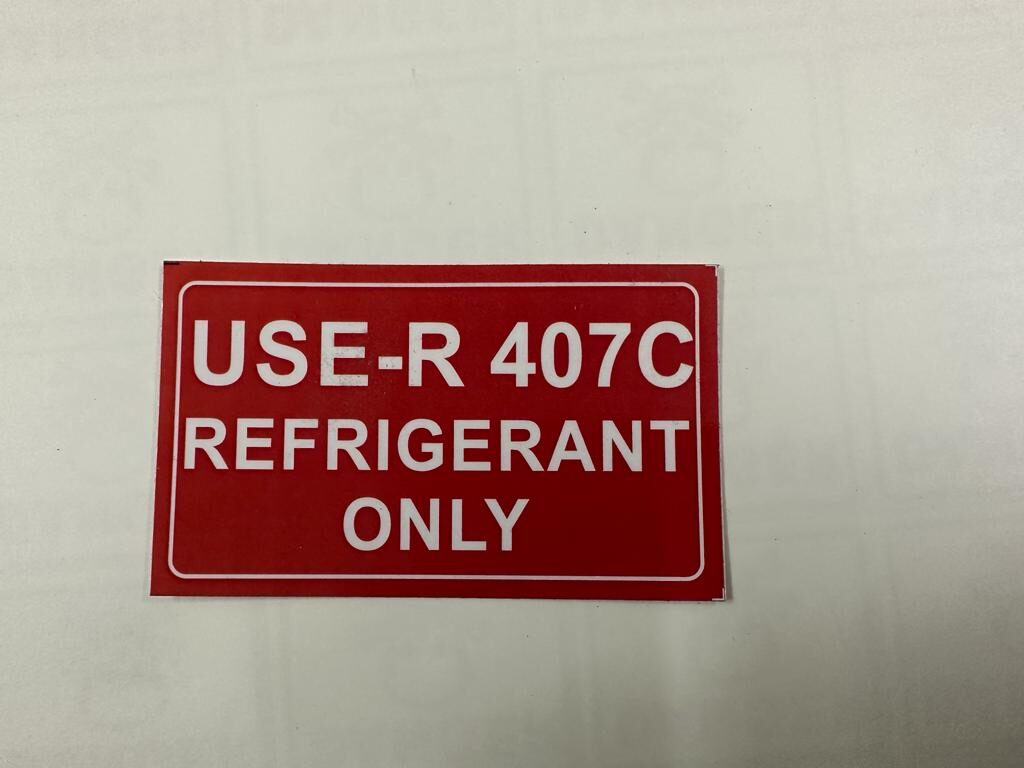 USE-R 407C
REFRIGERANT
ONLY